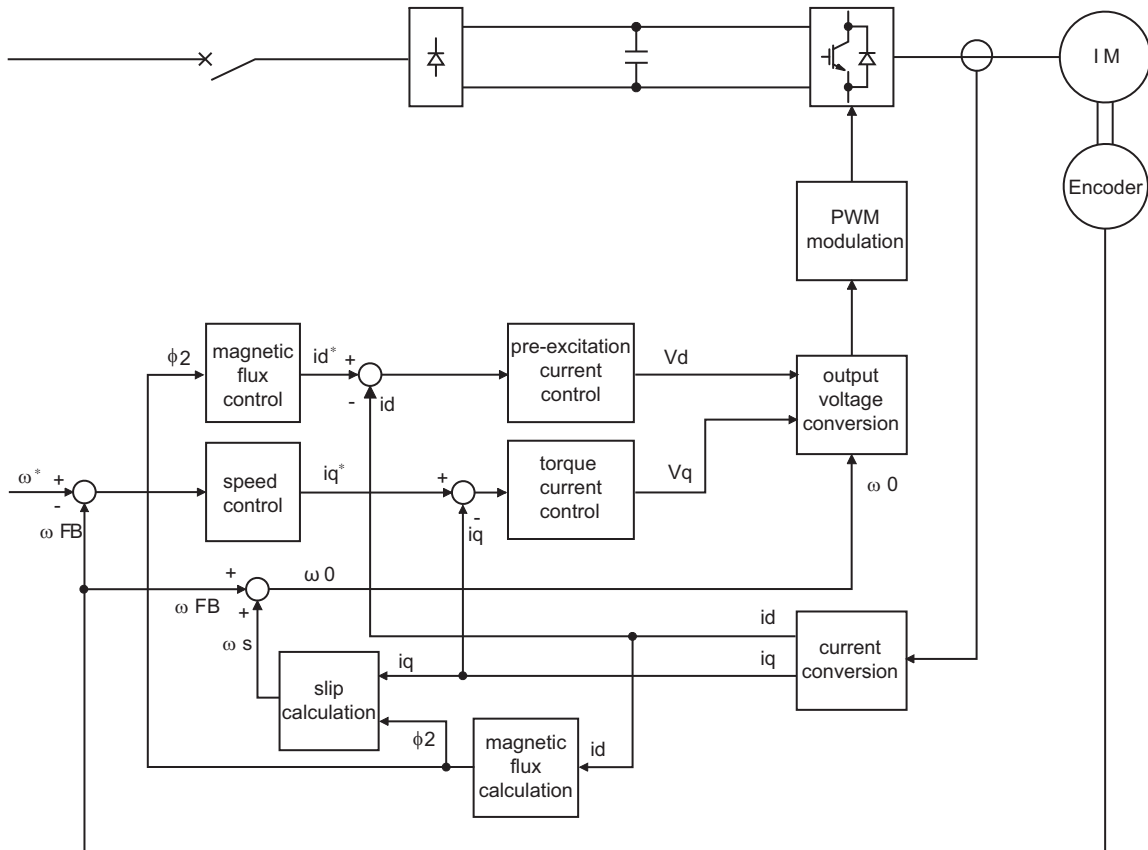 IM
Encoder
PWM
modulation
ϕ2
magnetic
flux
control
id*
+
-
id
pre-excitation
current
control
Vd
output
voltage
conversion
ω*
+
-
ω FB
speed
control
iq*
+
-
iq
torque
current
control
Vq
ω 0
+
ω FB
+
ω 0
ω s
slip
calculation
iq
ϕ2
magnetic
flux
calculation
id
id
iq
current
conversion